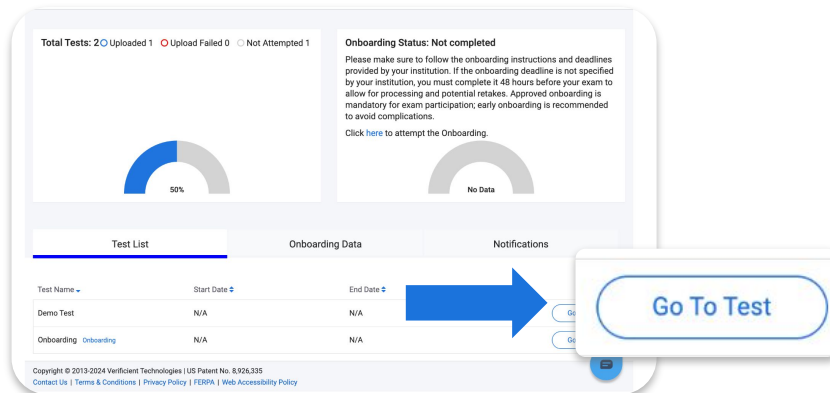 Total Tests: 2 Uploaded 1 Upload Failed 0 Not Attempted 1
50%
Onboarding Status: Not completed
Please make sure to follow the onboarding instructions and deadlines
provided by your institution. If the onboarding deadline is not specified
by your institution, you must complete it 48 hours before your exam to
allow for processing and potential retakes. Approved onboarding is
mandatory for exam participation; early onboarding is recommended
to avoid complications.
Click here to attempt the Onboarding.
No Data
Test List Onboarding Data Notifications
Test Name Start Date End Date
Demo Test N/A N/A Go
Onboarding Onboarding N/A N/A Go
Go To Test
Copyright © 2013-2024 Verificient Technologies | US Patent No. 8,926,335
Contact Us | Terms & Conditions | Privacy Policy | FERPA | Web Accessibility Policy